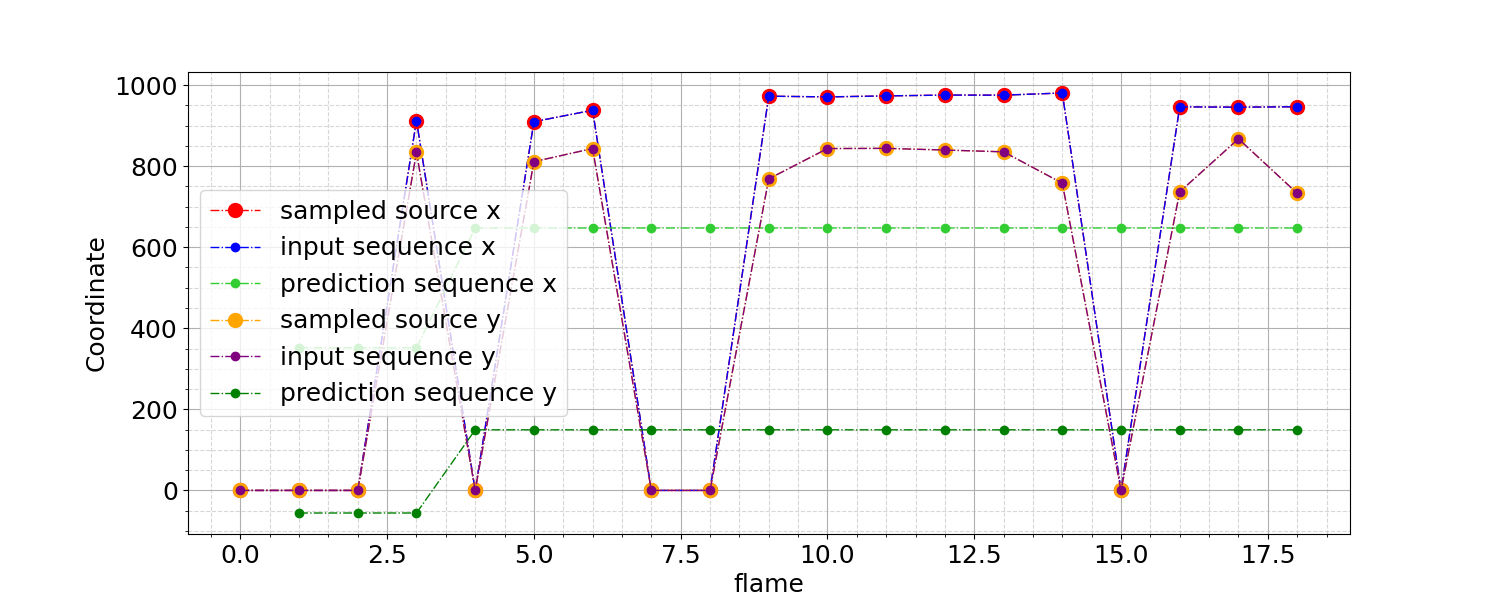 1000
800
600
400
200
0
Coordinate
sampled source x
input sequence x
prediction sequence x
sampled source y
input sequence y
prediction sequence y
0.0 2.5 5.0 7.5 10.0 12.5 15.0 17.5
flame